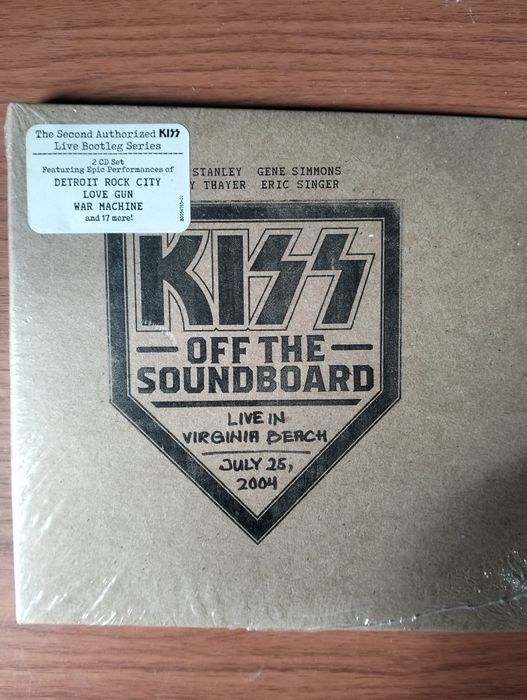 The Second Authorized KISS
Live Bootleg Series
2 CD Set
Featuring Epic Performances of
DETROIT ROCK CITY
LOVE GUN
WAR MACHINE
and 17 more!
STANLEY GENE SIMMONS
Y THAYER ERIC SINGER
KISS
OFF THE
SOUNDBOARD
LIVE IN
VIRGINIA BEACH
JULY 25,
2004